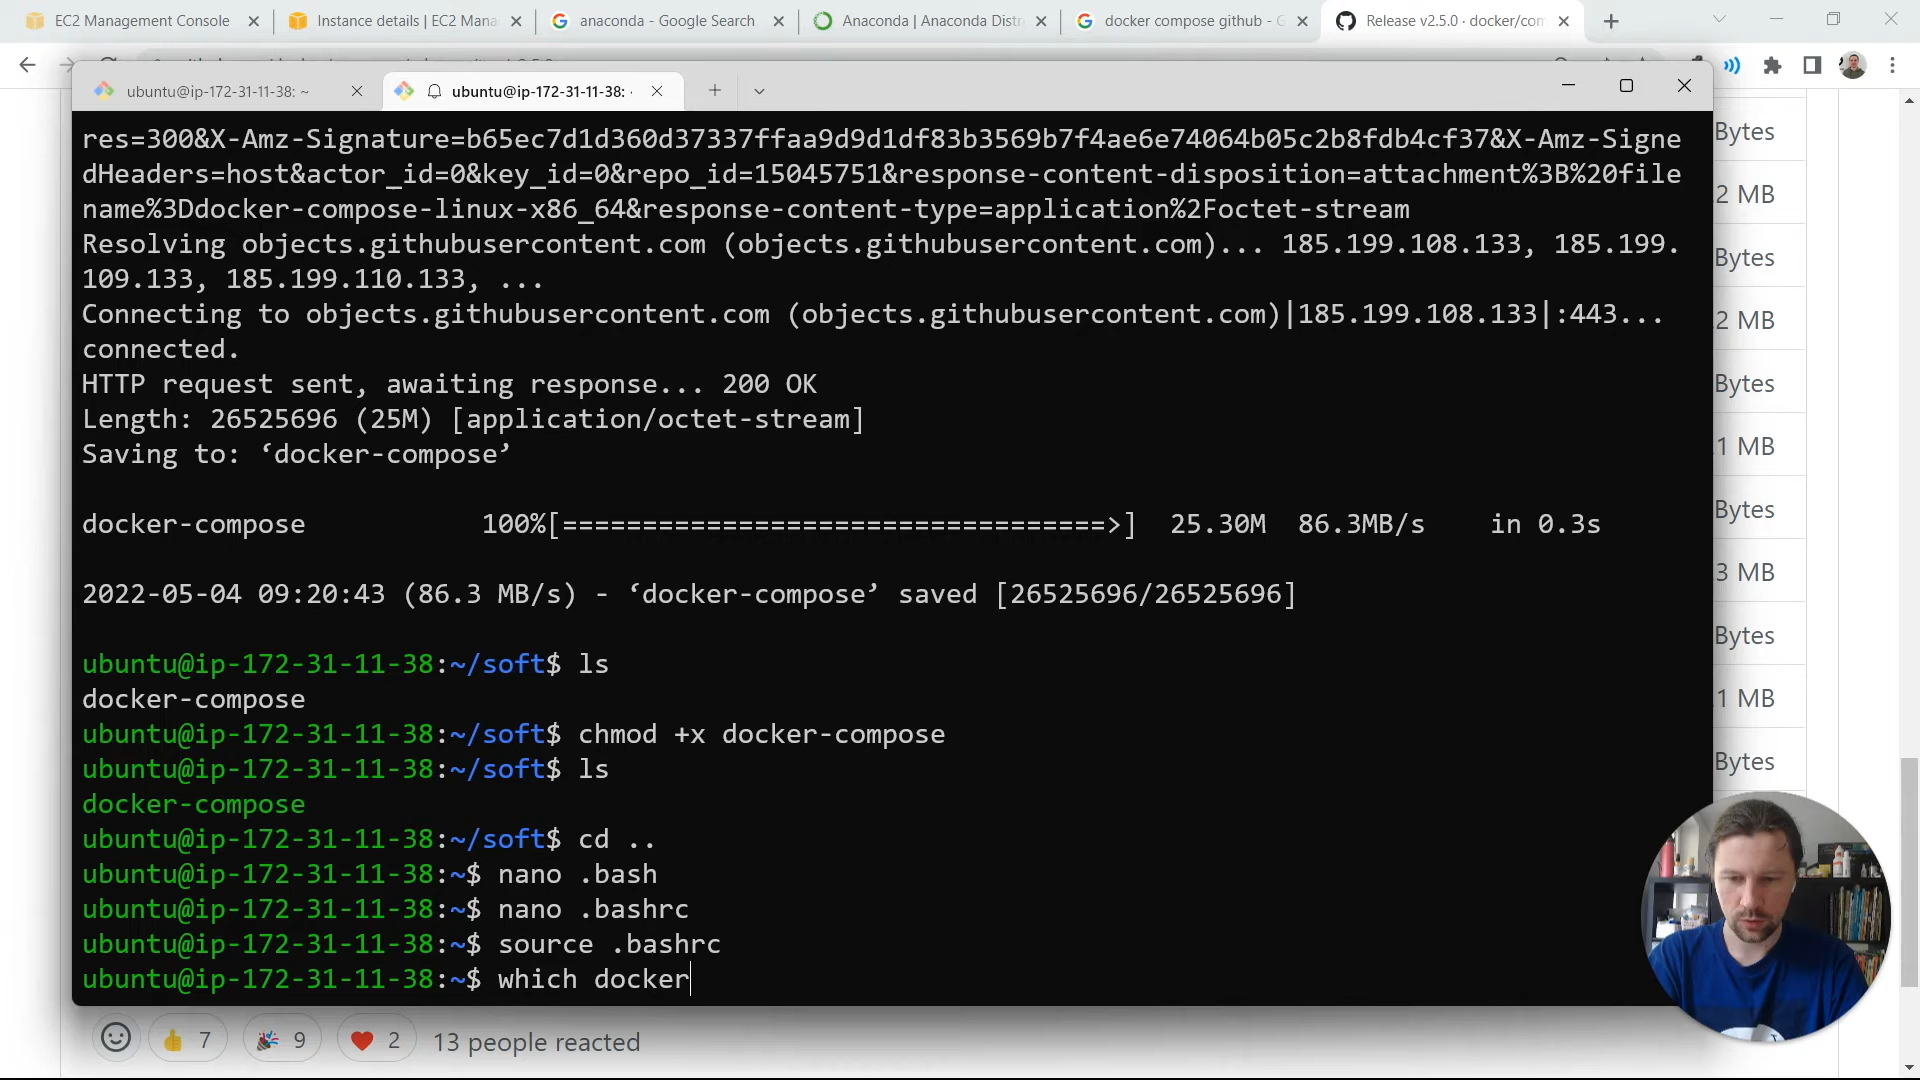 EC2 Management Console
Instance details | EC2 Mana
anaconda - Google Search
Anaconda | Anaconda Distr
docker compose github - G
Release v2.5.0 · docker/com
ubuntu@ip-172-31-11-38: ~
ubuntu@ip-172-31-11-38:
res=300&X-Amz-Signature=b65ec7d1d360d37337ffaa9d9d1df83b3569b7f4ae6e74064b05c2b8fdb4cf37&X-Amz-Signe
dHeaders=host&actor_id=0&key_id=0&repo_id=15045751&response-content-disposition=attachment%3B%20file
name%3Ddocker-compose-linux-x86_64&response-content-type=application%2Foctet-stream
Resolving objects.githubusercontent.com (objects.githubusercontent.com)... 185.199.108.133, 185.199.
109.133, 185.199.110.133, ...
Connecting to objects.githubusercontent.com (objects.githubusercontent.com)|185.199.108.133|:443...
connected.
HTTP request sent, awaiting response... 200 OK
Length: 26525696 (25M) [application/octet-stream]
Saving to: ‘docker-compose’
docker-compose 100%[==================================>] 25.30M 86.3MB/s in 0.3s
2022-05-04 09:20:43 (86.3 MB/s) - ‘docker-compose’ saved [26525696/26525696]
ubuntu@ip-172-31-11-38:~/soft$ ls
docker-compose
ubuntu@ip-172-31-11-38:~/soft$ chmod +x docker-compose
ubuntu@ip-172-31-11-38:~/soft$ ls
docker-compose
ubuntu@ip-172-31-11-38:~/soft$ cd ..
ubuntu@ip-172-31-11-38:~$ nano .bash
ubuntu@ip-172-31-11-38:~$ nano .bashrc
ubuntu@ip-172-31-11-38:~$ source .bashrc
ubuntu@ip-172-31-11-38:~$ which docker
Bytes
2 MB
Bytes
2 MB
Bytes
1 MB
Bytes
3 MB
Bytes
1 MB
Bytes
7 9 2 13 people reacted